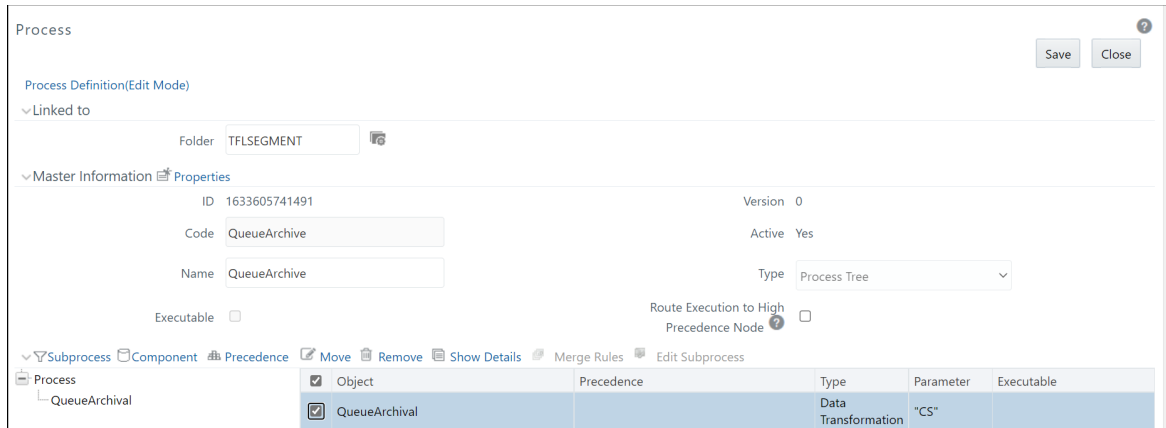 Process
?
Save Close
Process Definition(Edit Mode)
Linked to
Folder TFLSEGMENT
Master Information Properties
ID 1633605741491 Version 0
Code QueueArchive Active Yes
Name QueueArchive Type Process Tree
Executable Route Execution to High Precedence Node ?
Subprocess Component Precedence Move Remove Show Details Merge Rules Edit Subprocess
Process Object Precedence Type Parameter Executable
QueueArchival QueueArchival Data Transformation "CS"